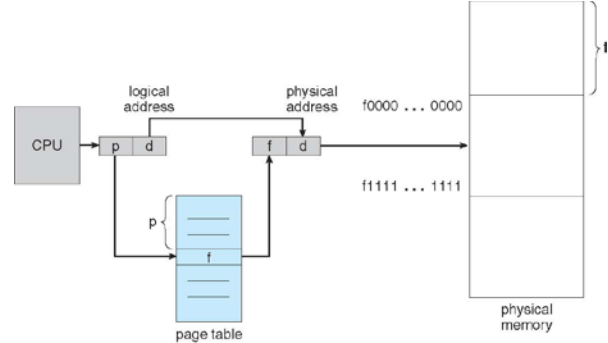 logical
address
physical
address
f0000 ... 0000
f
CPU
p
d
f
d
f1111 ... 1111
p
f
page table
physical
memory